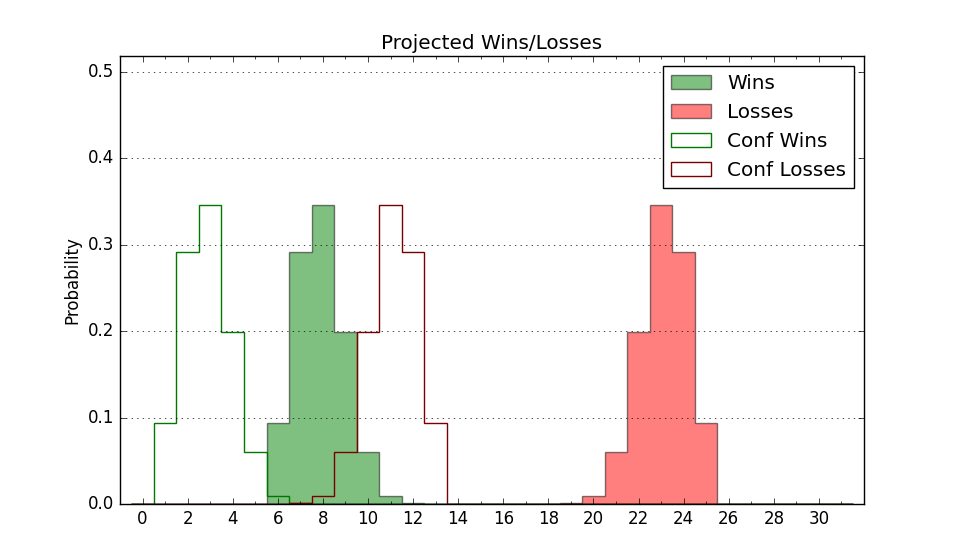 Projected Wins/Losses
0.5
0.4
0.3
0.2
0.1
0.0
Probability
Wins
Losses
Conf Wins
Conf Losses
0 2 4 6 8 10 12 14 16 18 20 22 24 26 28 30